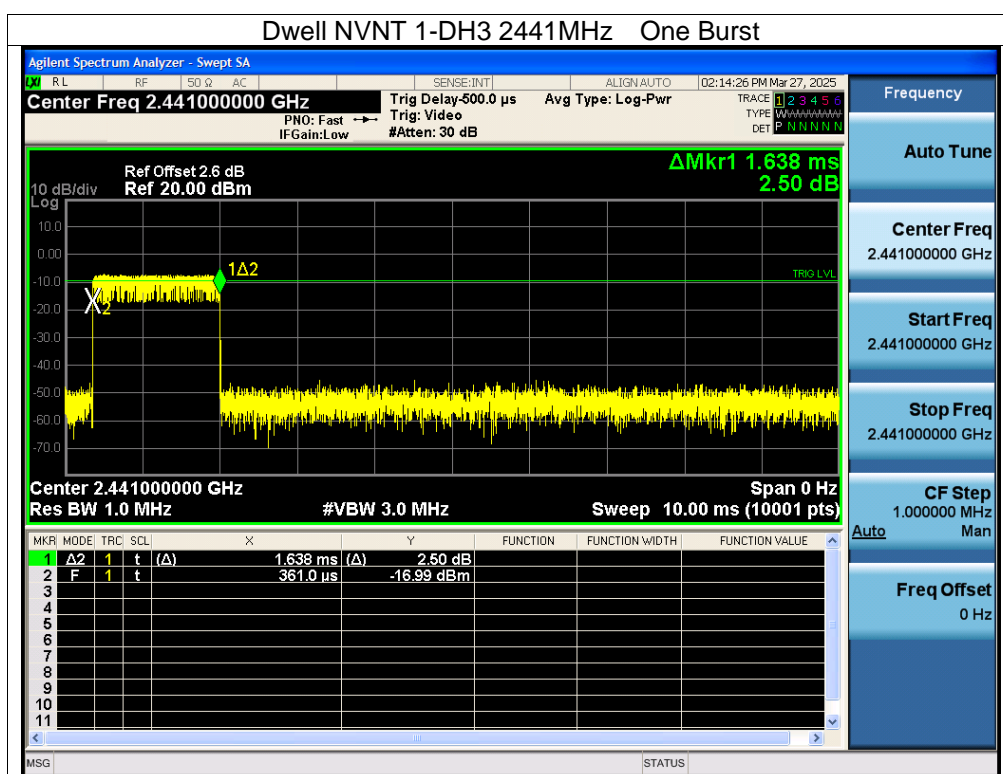 Dwell NVNT 1-DH3 2441MHz One Burst
Agilent Spectrum Analyzer - Swept SA
LXI RL RF 50 Ω AC SENSE:INT ALIGN AUTO 02:14:26 PM Mar 27, 2025
Center Freq 2.441000000 GHz Trig Delay-500.0 µs Avg Type: Log-Pwr TRACE 1 2 3 4 5 6
PNO: Fast Trig: Video TYPE WWWWWW
IFGain:Low #Atten: 30 dB DET P N N N N N
ΔMkr1 1.638 ms
2.50 dB
Ref Offset 2.6 dB
10 dB/div Ref 20.00 dBm
Log
10.0
0.00
-10.0
-20.0
-30.0
-40.0
-50.0
-60.0
-70.0
1Δ2
X2
TRIG LVL
Center 2.441000000 GHz Span 0 Hz
Res BW 1.0 MHz #VBW 3.0 MHz Sweep 10.00 ms (10001 pts)
MKR MODE TRC SCL X Y FUNCTION FUNCTION WIDTH FUNCTION VALUE
1 Δ2 1 t (Δ) 1.638 ms (Δ) 2.50 dB
2 F 1 t 361.0 µs -16.99 dBm
3
4
5
6
7
8
9
10
11
MSG STATUS
Frequency
Auto Tune
Center Freq
2.441000000 GHz
Start Freq
2.441000000 GHz
Stop Freq
2.441000000 GHz
CF Step
1.000000 MHz
Auto Man
Freq Offset
0 Hz